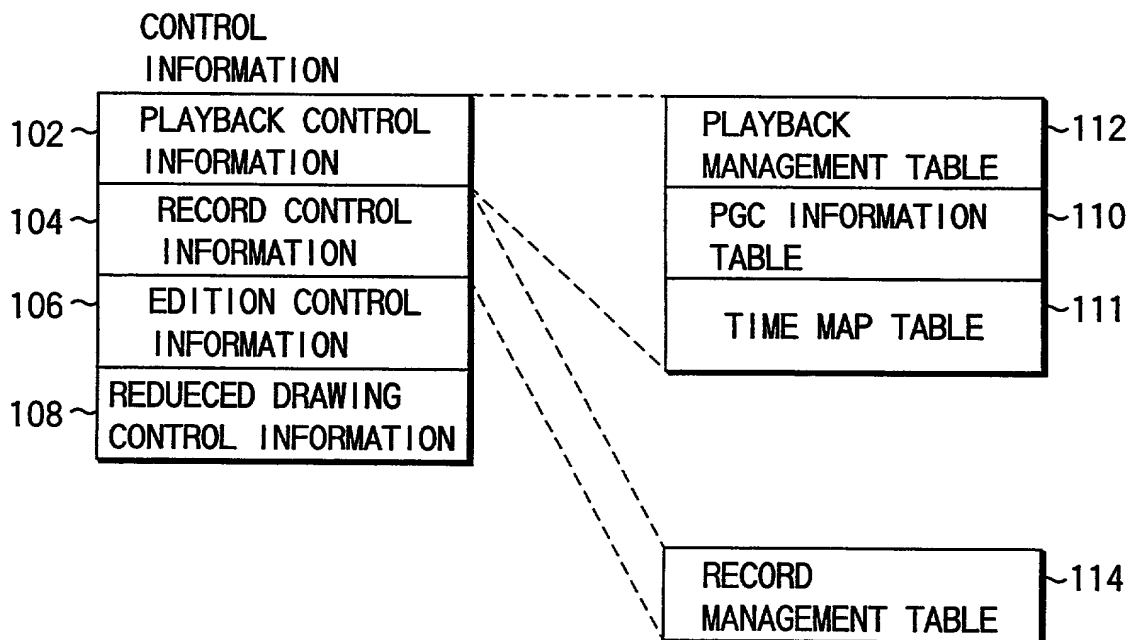 CONTROL
INFORMATION
102
PLAYBACK CONTROL
INFORMATION
104
RECORD CONTROL
INFORMATION
106
EDITION CONTROL
INFORMATION
108
REDUECED DRAWING
CONTROL INFORMATION
PLAYBACK
MANAGEMENT TABLE
112
PGC INFORMATION
TABLE
110
TIME MAP TABLE
111
RECORD
MANAGEMENT TABLE
114